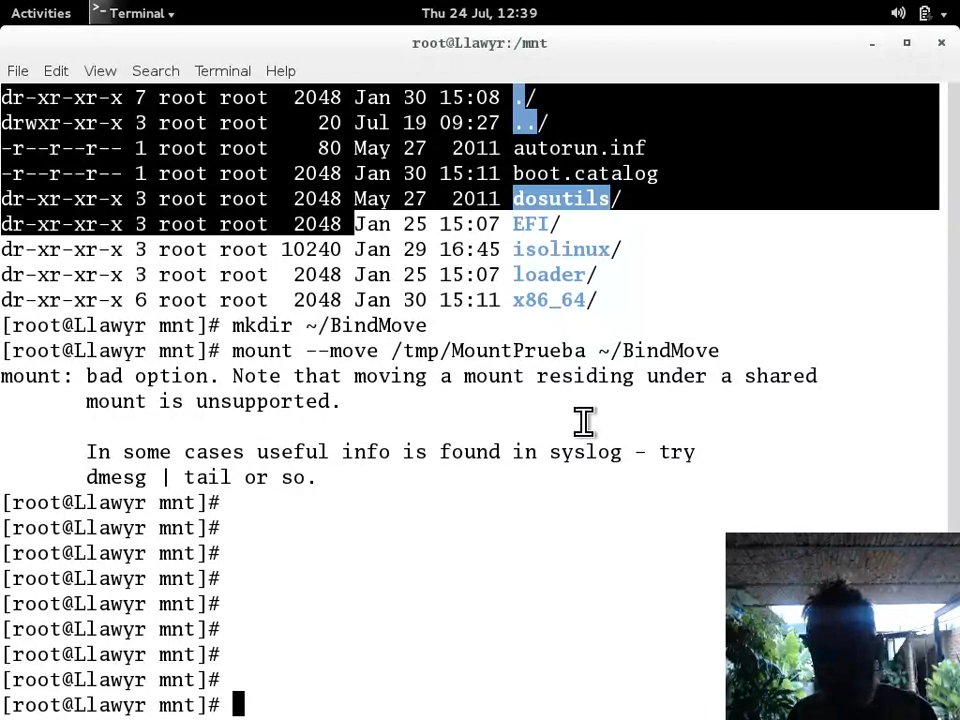 Activities >_ Terminal Thu 24 Jul, 12:39
root@Llawyr:/mnt
File Edit View Search Terminal Help
dr-xr-xr-x 7 root root 2048 Jan 30 15:08 ./
drwxr-xr-x 3 root root 20 Jul 19 09:27 ../
-r--r--r-- 1 root root 80 May 27 2011 autorun.inf
-r--r--r-- 1 root root 2048 Jan 30 15:11 boot.catalog
dr-xr-xr-x 3 root root 2048 May 27 2011 dosutils/
dr-xr-xr-x 3 root root 2048 Jan 25 15:07 EFI/
dr-xr-xr-x 3 root root 10240 Jan 29 16:45 isolinux/
dr-xr-xr-x 3 root root 2048 Jan 25 15:07 loader/
dr-xr-xr-x 6 root root 2048 Jan 30 15:11 x86_64/
[root@Llawyr mnt]# mkdir ~/BindMove
[root@Llawyr mnt]# mount --move /tmp/MountPrueba ~/BindMove
mount: bad option. Note that moving a mount residing under a shared
mount is unsupported.
In some cases useful info is found in syslog - try
dmesg | tail or so.
[root@Llawyr mnt]#
[root@Llawyr mnt]#
[root@Llawyr mnt]#
[root@Llawyr mnt]#
[root@Llawyr mnt]#
[root@Llawyr mnt]#
[root@Llawyr mnt]#
[root@Llawyr mnt]#
[root@Llawyr mnt]#